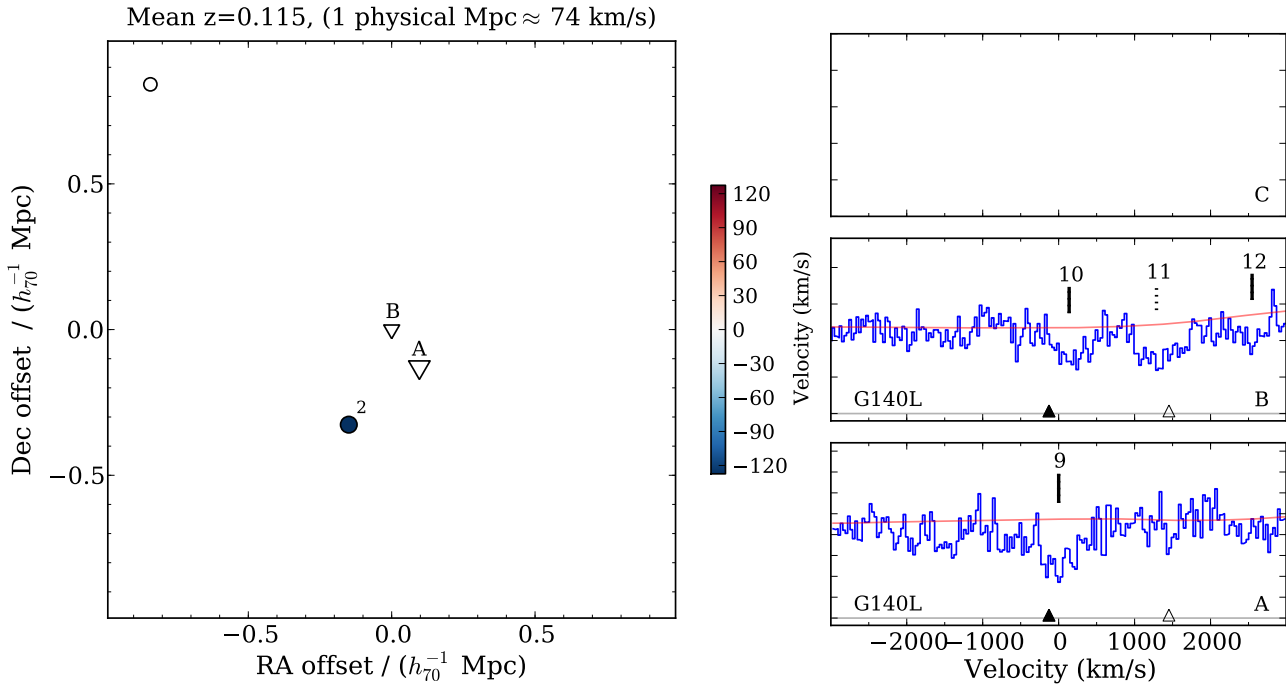 Mean z=0.115, (1 physical Mpc≈ 74 km/s)
0.5
0.0
−0.5
−0.5
0.0
0.5
Dec offset / (h₇₀⁻¹ Mpc)
RA offset / (h₇₀⁻¹ Mpc)
B
A
2
120
90
60
30
0
−30
−60
−90
−120
Velocity (km/s)
C
10
11
12
G140L
B
9
G140L
A
−2000
−1000
0
1000
2000
Velocity (km/s)